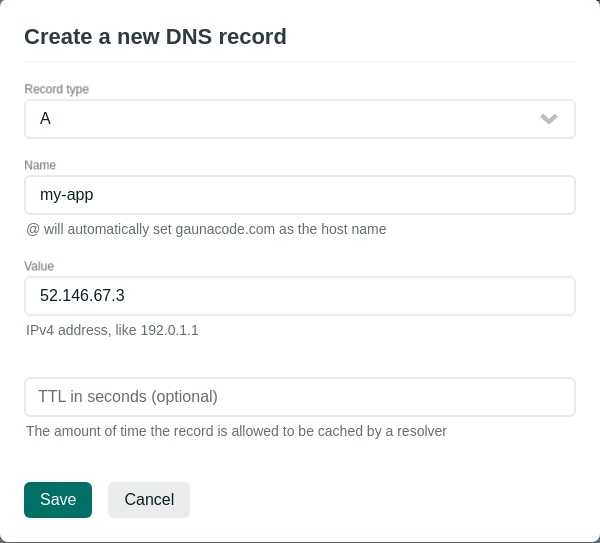 Create a new DNS record
Record type
A
Name
my-app
@ will automatically set gaunacode.com as the host name
Value
52.146.67.3
IPv4 address, like 192.0.1.1
TTL in seconds (optional)
The amount of time the record is allowed to be cached by a resolver
Save Cancel